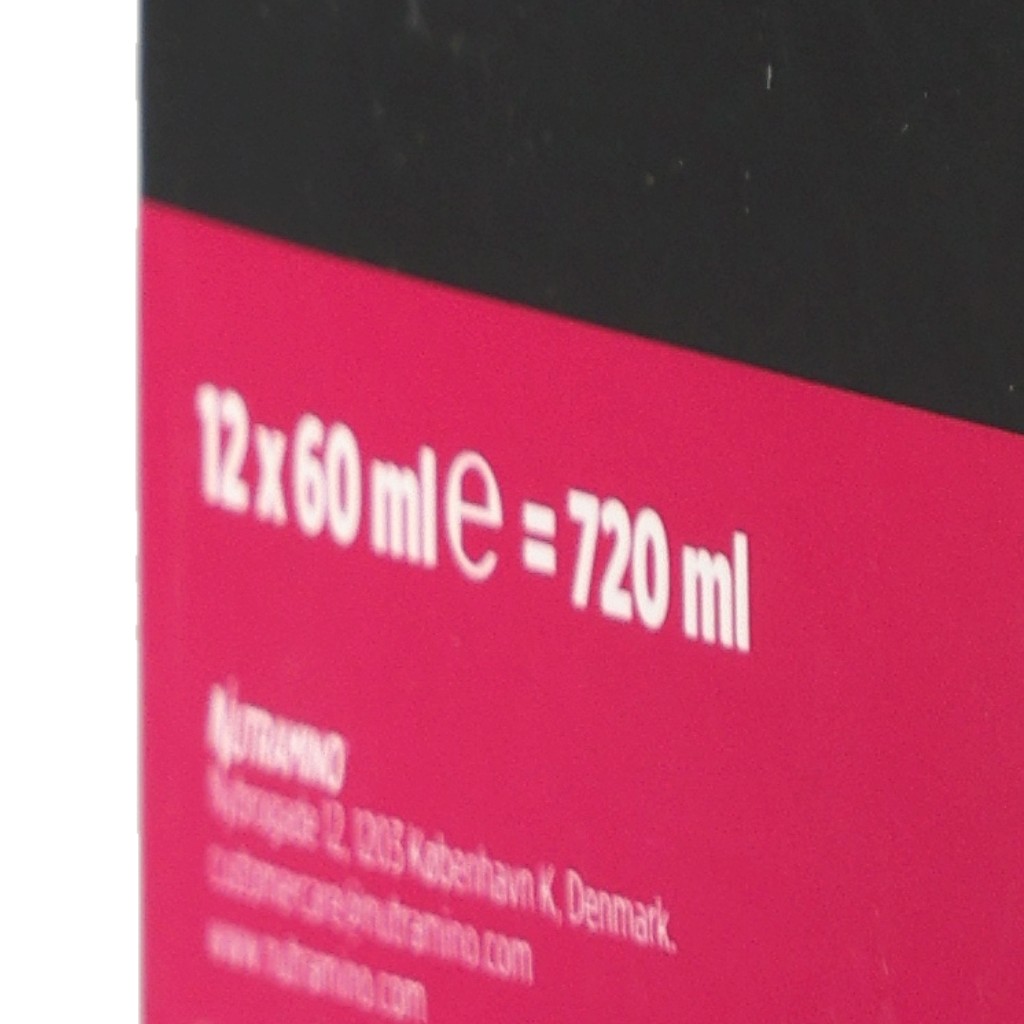 12 x 60 ml ℮ = 720 ml
NUTRAMINO
Nybrogade 12, 1203 København K, Denmark.
customercare@nutramino.com
www.nutramino.com